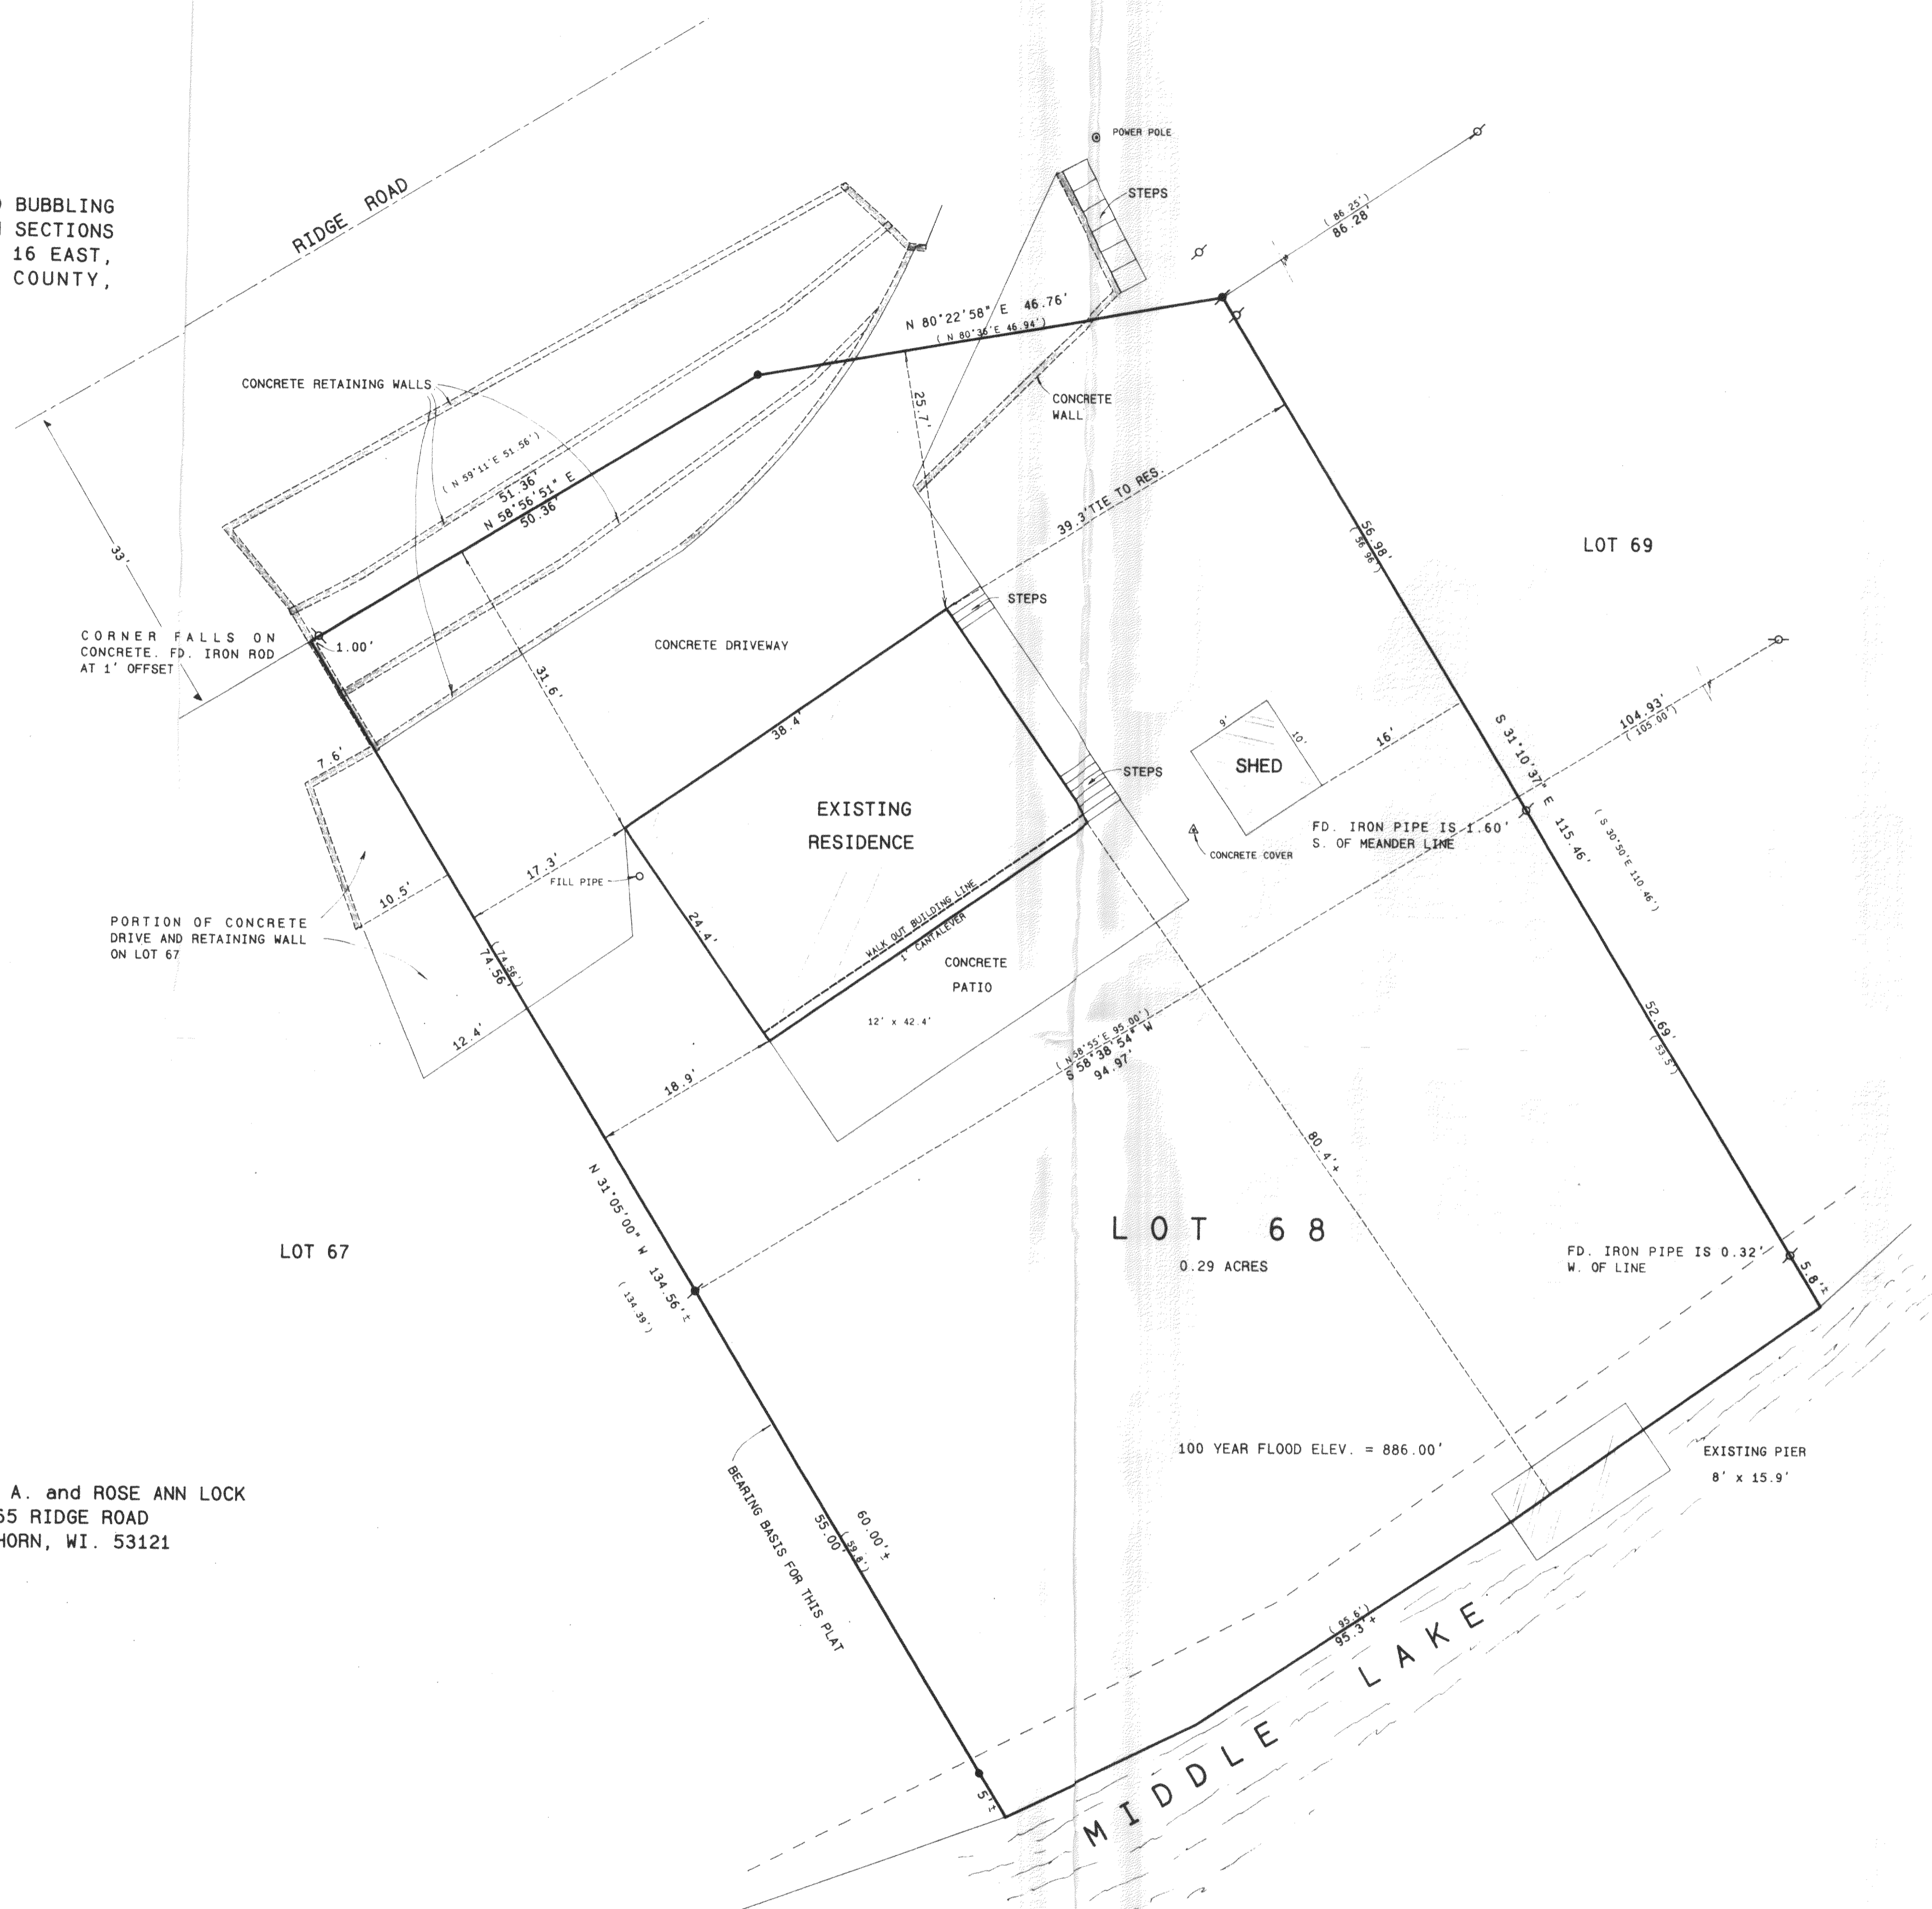 BUBBLING
SECTIONS
16 EAST,
COUNTY,
RIDGE ROAD
POWER POLE
STEPS
( 86.25' )
86.28'
N 80°22'58" E 46.76'
( N 80°36'E 46.94')
CONCRETE RETAINING WALLS
CONCRETE
WALL
25.7'
( N 59°11'E 51.56')
51.36'
N 58°56'51" E
50.36'
39.3' TIE TO RES.
33'
56.98'
( 56.96')
LOT 69
STEPS
CORNER FALLS ON
CONCRETE. FD. IRON ROD
AT 1' OFFSET
1.00'
CONCRETE DRIVEWAY
31.6'
38.4'
7.6'
9'
10'
SHED
16'
104.93'
( 105.00')
STEPS
S 31°10'37" E 115.46'
( S 30°50'E 110.46')
EXISTING
RESIDENCE
FD. IRON PIPE IS 1.60'
S. OF MEANDER LINE
CONCRETE COVER
17.3'
FILL PIPE
10.5'
PORTION OF CONCRETE
DRIVE AND RETAINING WALL
ON LOT 67
24.4'
WALK OUT BUILDING LINE
1' CANTALEVER
(74.56')
74.56'
CONCRETE
PATIO
12' x 42.4'
12.4'
18.9'
( N 58°55'E 95.00')
S 58°38'54" W
94.97'
52.69'
( 53.5')
80.4'±
N 31°05'00" W 134.56'±
( 134.39')
LOT 67
LOT 68
0.29 ACRES
FD. IRON PIPE IS 0.32'
W. OF LINE
5.8'±
100 YEAR FLOOD ELEV. = 886.00'
EXISTING PIER
8' x 15.9'
A. and ROSE ANN LOCK
RIDGE ROAD
WI. 53121
BEARING BASIS FOR THIS PLAT
60.00'±
(59.8')
55.00'
( 95.6')
95.3'±
5'±
MIDDLE LAKE